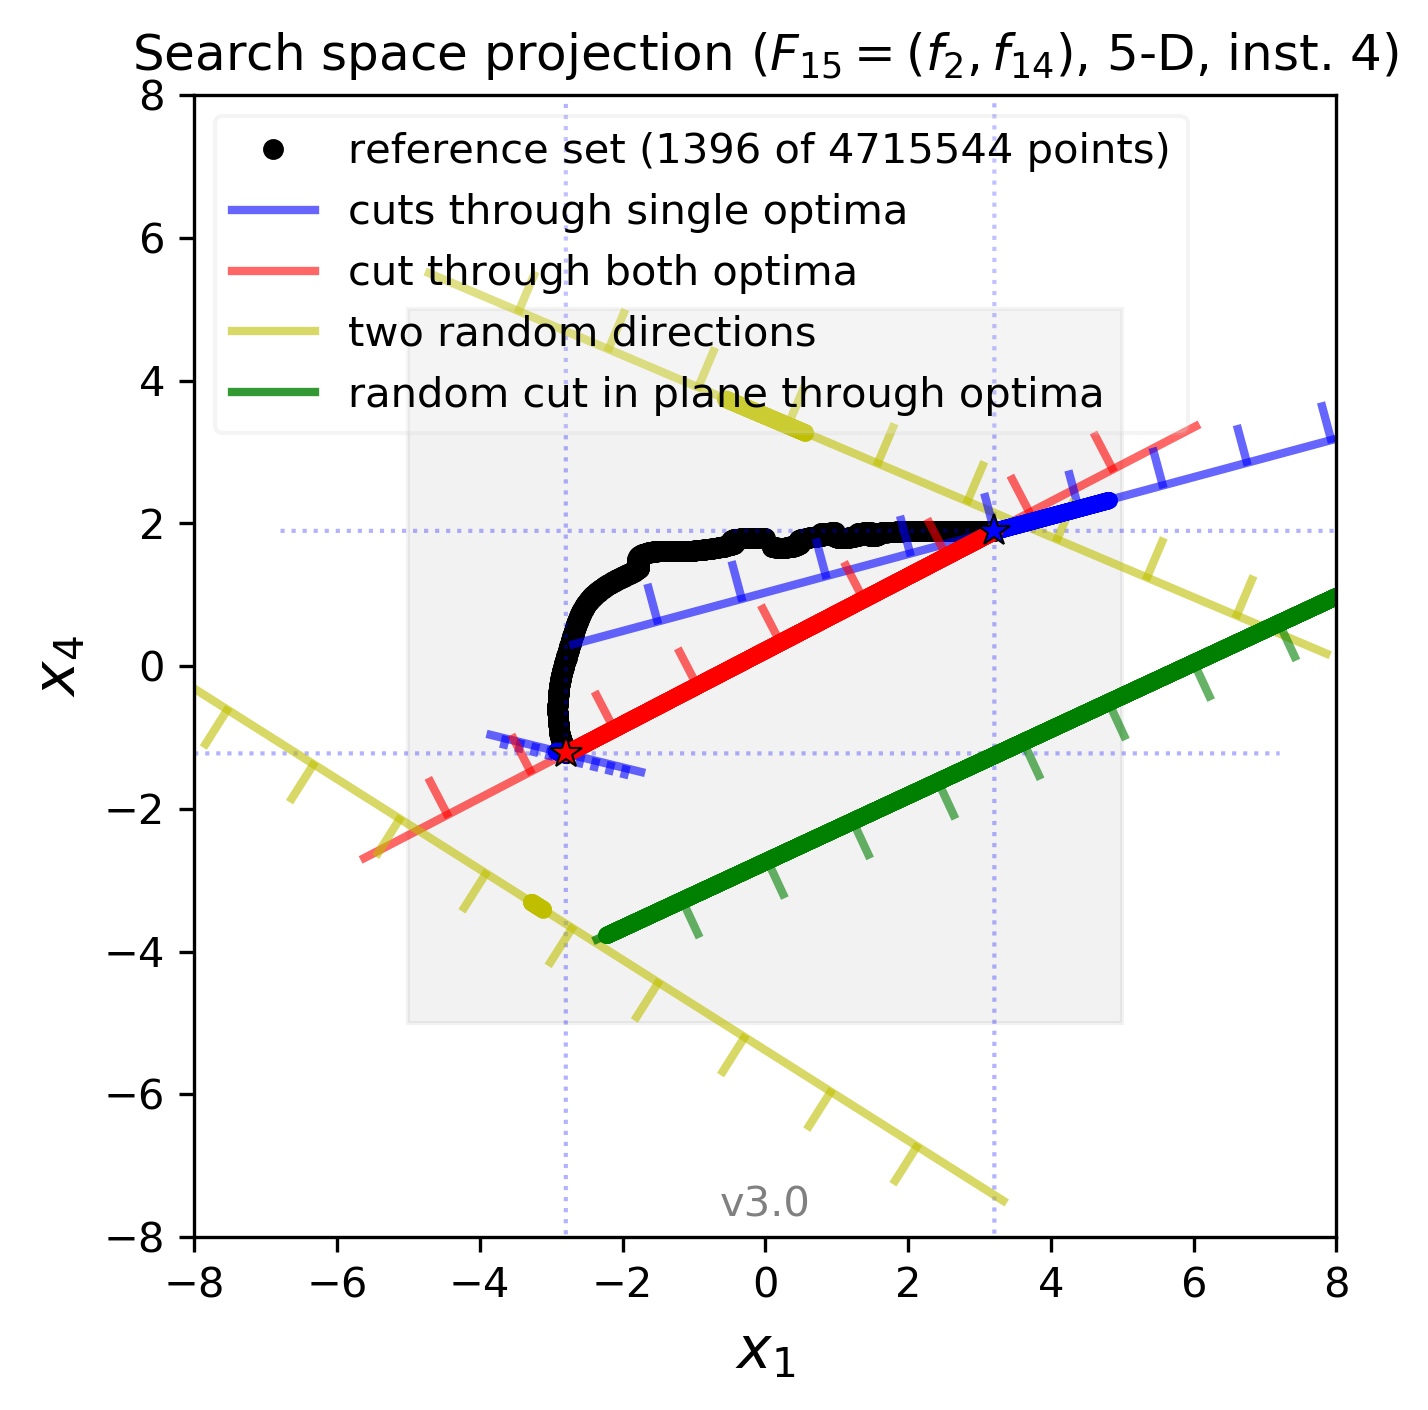 Search space projection (F15 = (f2, f14), 5-D, inst. 4)
reference set (1396 of 4715544 points)
cuts through single optima
cut through both optima
two random directions
random cut in plane through optima
8
6
4
2
0
−2
−4
−6
−8
x4
v3.0
−8 −6 −4 −2 0 2 4 6 8
x1